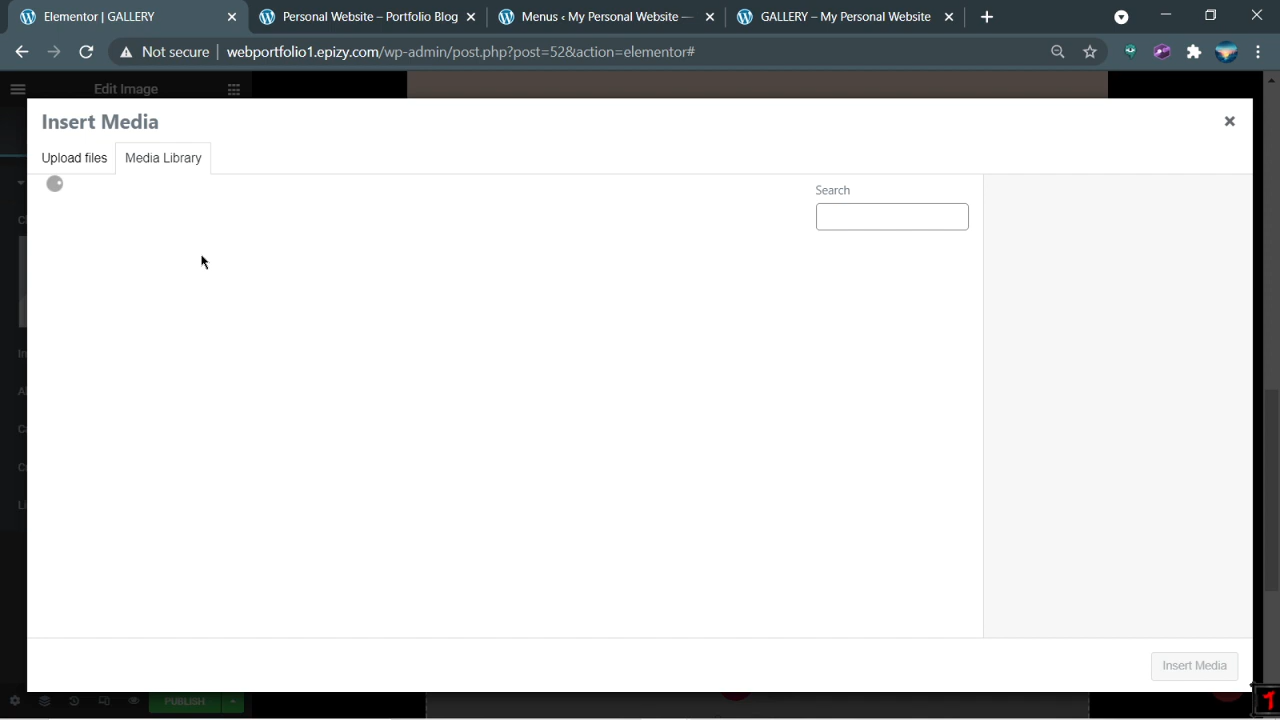 Elementor | GALLERY
Personal Website – Portfolio Blog
Menus ‹ My Personal Website —
GALLERY – My Personal Website
Not secure
webportfolio1.epizy.com/wp-admin/post.php?post=52&action=elementor#
Edit Image
Insert Media
Upload files
Media Library
Search
Insert Media
PUBLISH
1